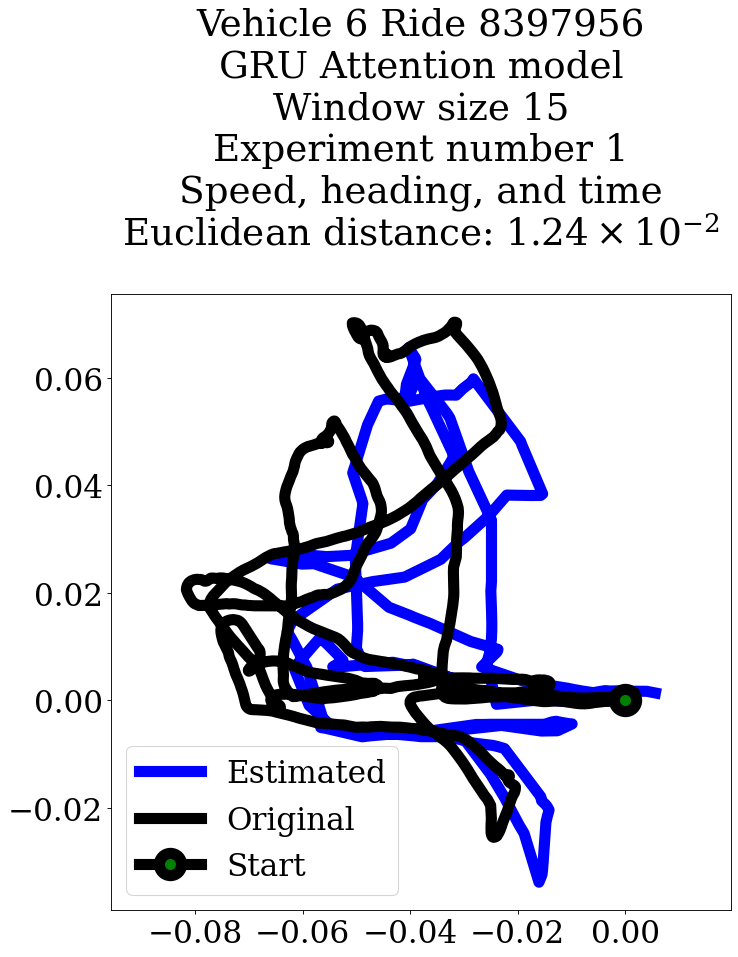 Vehicle 6 Ride 8397956
GRU Attention model
Window size 15
Experiment number 1
Speed, heading, and time
Euclidean distance: 1.24 × 10⁻²
0.06
0.04
0.02
0.00
−0.02
Estimated
Original
Start
−0.08 −0.06 −0.04 −0.02 0.00